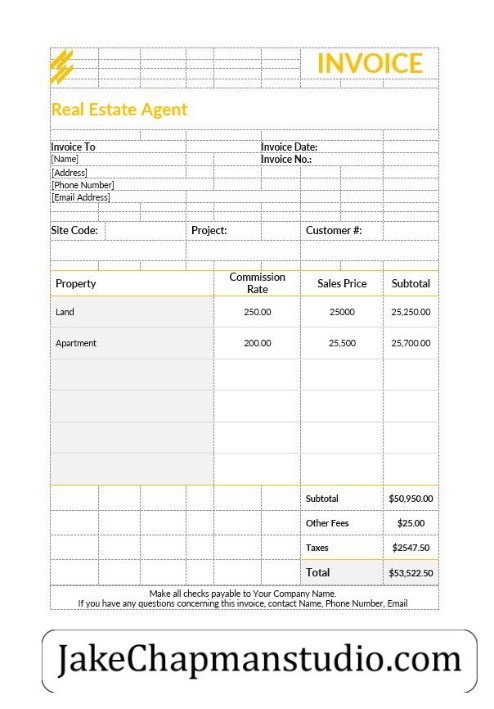 INVOICE
Real Estate Agent
Invoice To Invoice Date:
[Name] Invoice No.:
[Address]
[Phone Number]
[Email Address]
Site Code: Project: Customer #:
Property Commission Rate Sales Price Subtotal
Land 250.00 25000 25,250.00
Apartment 200.00 25,500 25,700.00
Subtotal $50,950.00
Other Fees $25.00
Taxes $2547.50
Total $53,522.50
Make all checks payable to Your Company Name.
If you have any questions concerning this invoice, contact Name, Phone Number, Email
JakeChapmanstudio.com